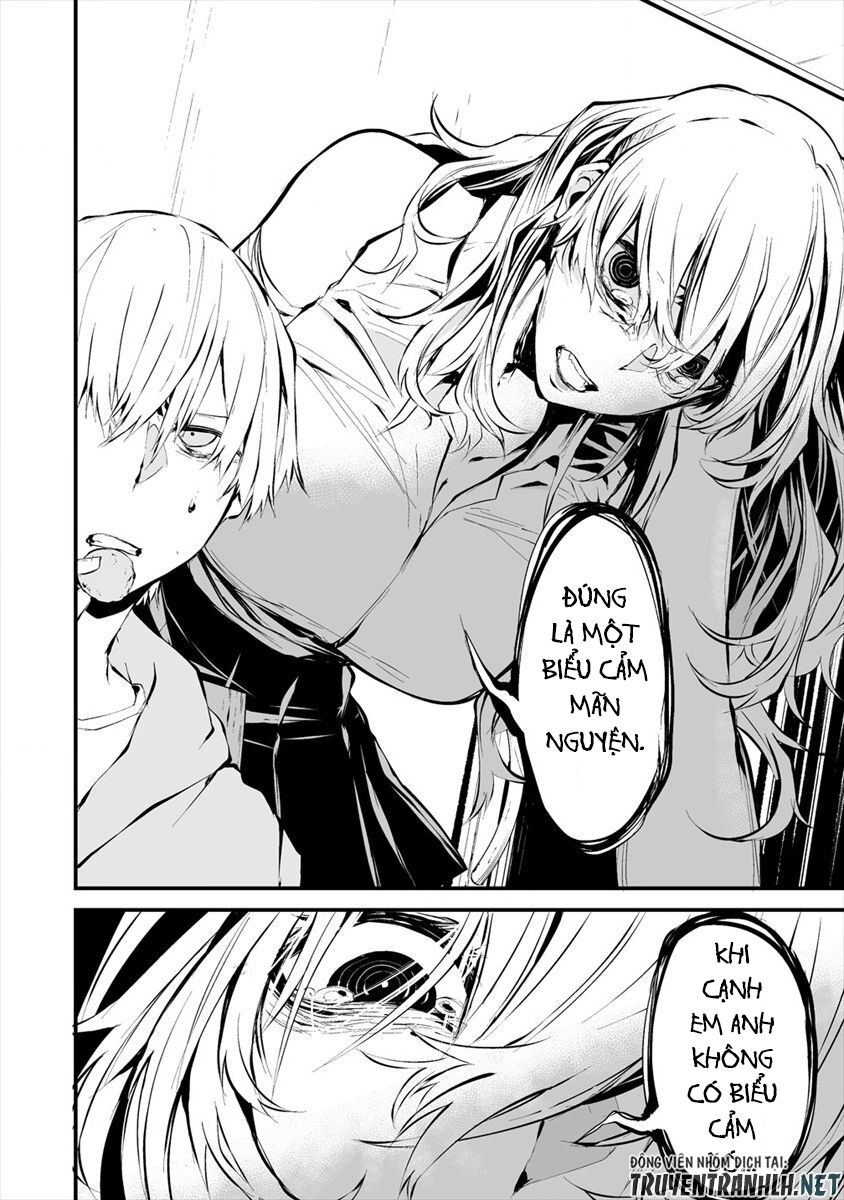 ĐÚNG
LÀ MỘT
BIỂU CẢM
MÃN
NGUYỆN.
KHI
CẠNH
EM ANH
KHÔNG
CÓ BIỂU
CẢM
ĐÓ...
ĐỘNG VIÊN NHÓM DỊCH TẠI:
TRUYENTRANHLH.NET